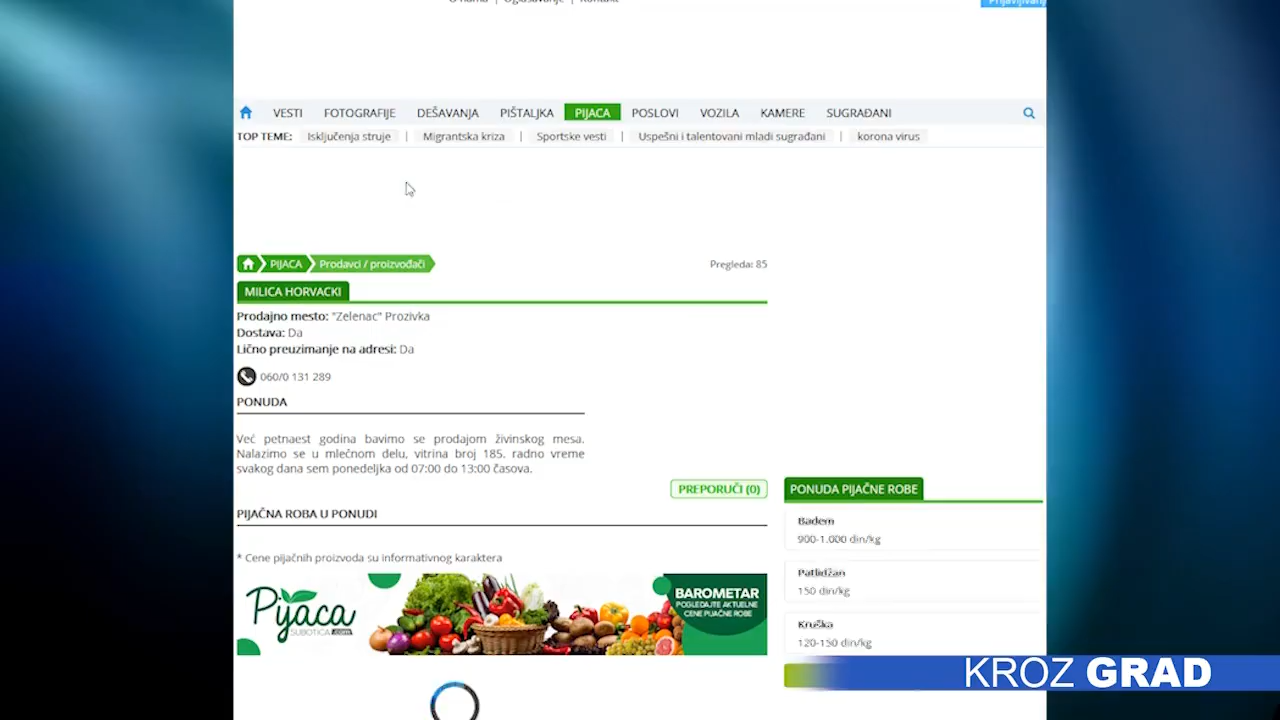 O nama | Oglašavanje | Kontakt
VESTI FOTOGRAFIJE DEŠAVANJA PIŠTALJKA PIJACA POSLOVI VOZILA KAMERE SUGRAĐANI
TOP TEME: Isključenja struje | Migrantska kriza | Sportske vesti | Uspešni i talentovani mladi sugrađani | korona virus
PIJACA Prodavci / proizvođači
Pregleda: 85
MILICA HORVACKI
Prodajno mesto: "Zelenac" Prozivka
Dostava: Da
Lično preuzimanje na adresi: Da
060/0 131 289
PONUDA
Već petnaest godina bavimo se prodajom živinskog mesa.
Nalazimo se u mlečnom delu, vitrina broj 185. radno vreme
svakog dana sem ponedeljka od 07:00 do 13:00 časova.
PREPORUČI (0)
PIJAČNA ROBA U PONUDI
* Cene pijačnih proizvoda su informativnog karaktera
Pijaca
SUBOTICA.com
BAROMETAR
POGLEDAJTE AKTUELNE
CENE PIJAČNE ROBE
PONUDA PIJAČNE ROBE
Badem
900-1.000 din/kg
Patlidžan
150 din/kg
Kruška
120-150 din/kg
KROZ GRAD